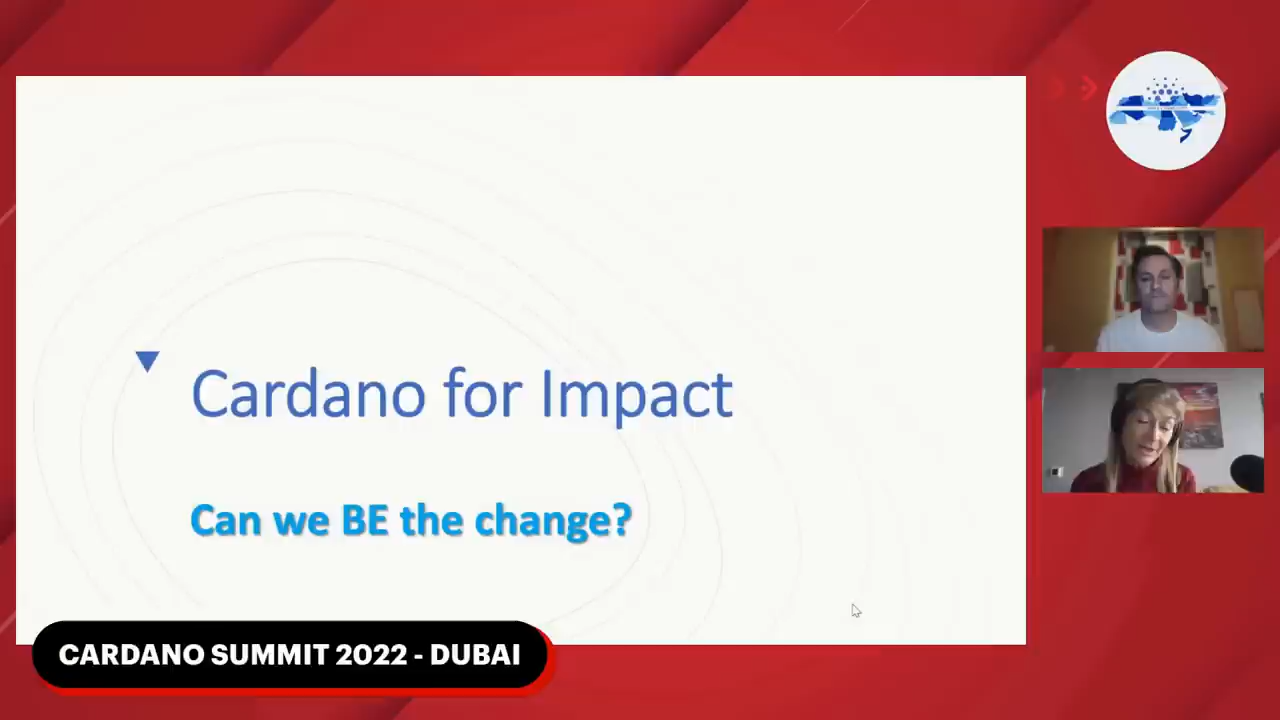 Cardano for Impact
Can we BE the change?
CARDANO SUMMIT 2022 - DUBAI